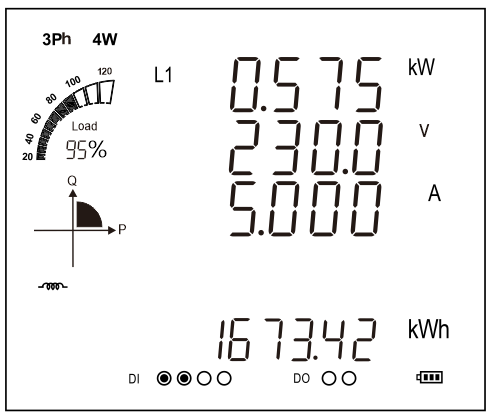 3Ph 4W
L1 0.575 kW
20 40 60 80 100 120
Load
95%
230.0 V
5.000 A
Q
P
1673.42 kWh
DI DO